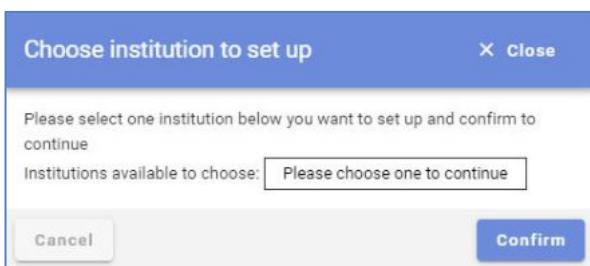 Choose institution to set up
× Close
Please select one institution below you want to set up and confirm to
continue
Institutions available to choose: Please choose one to continue
Cancel
Confirm